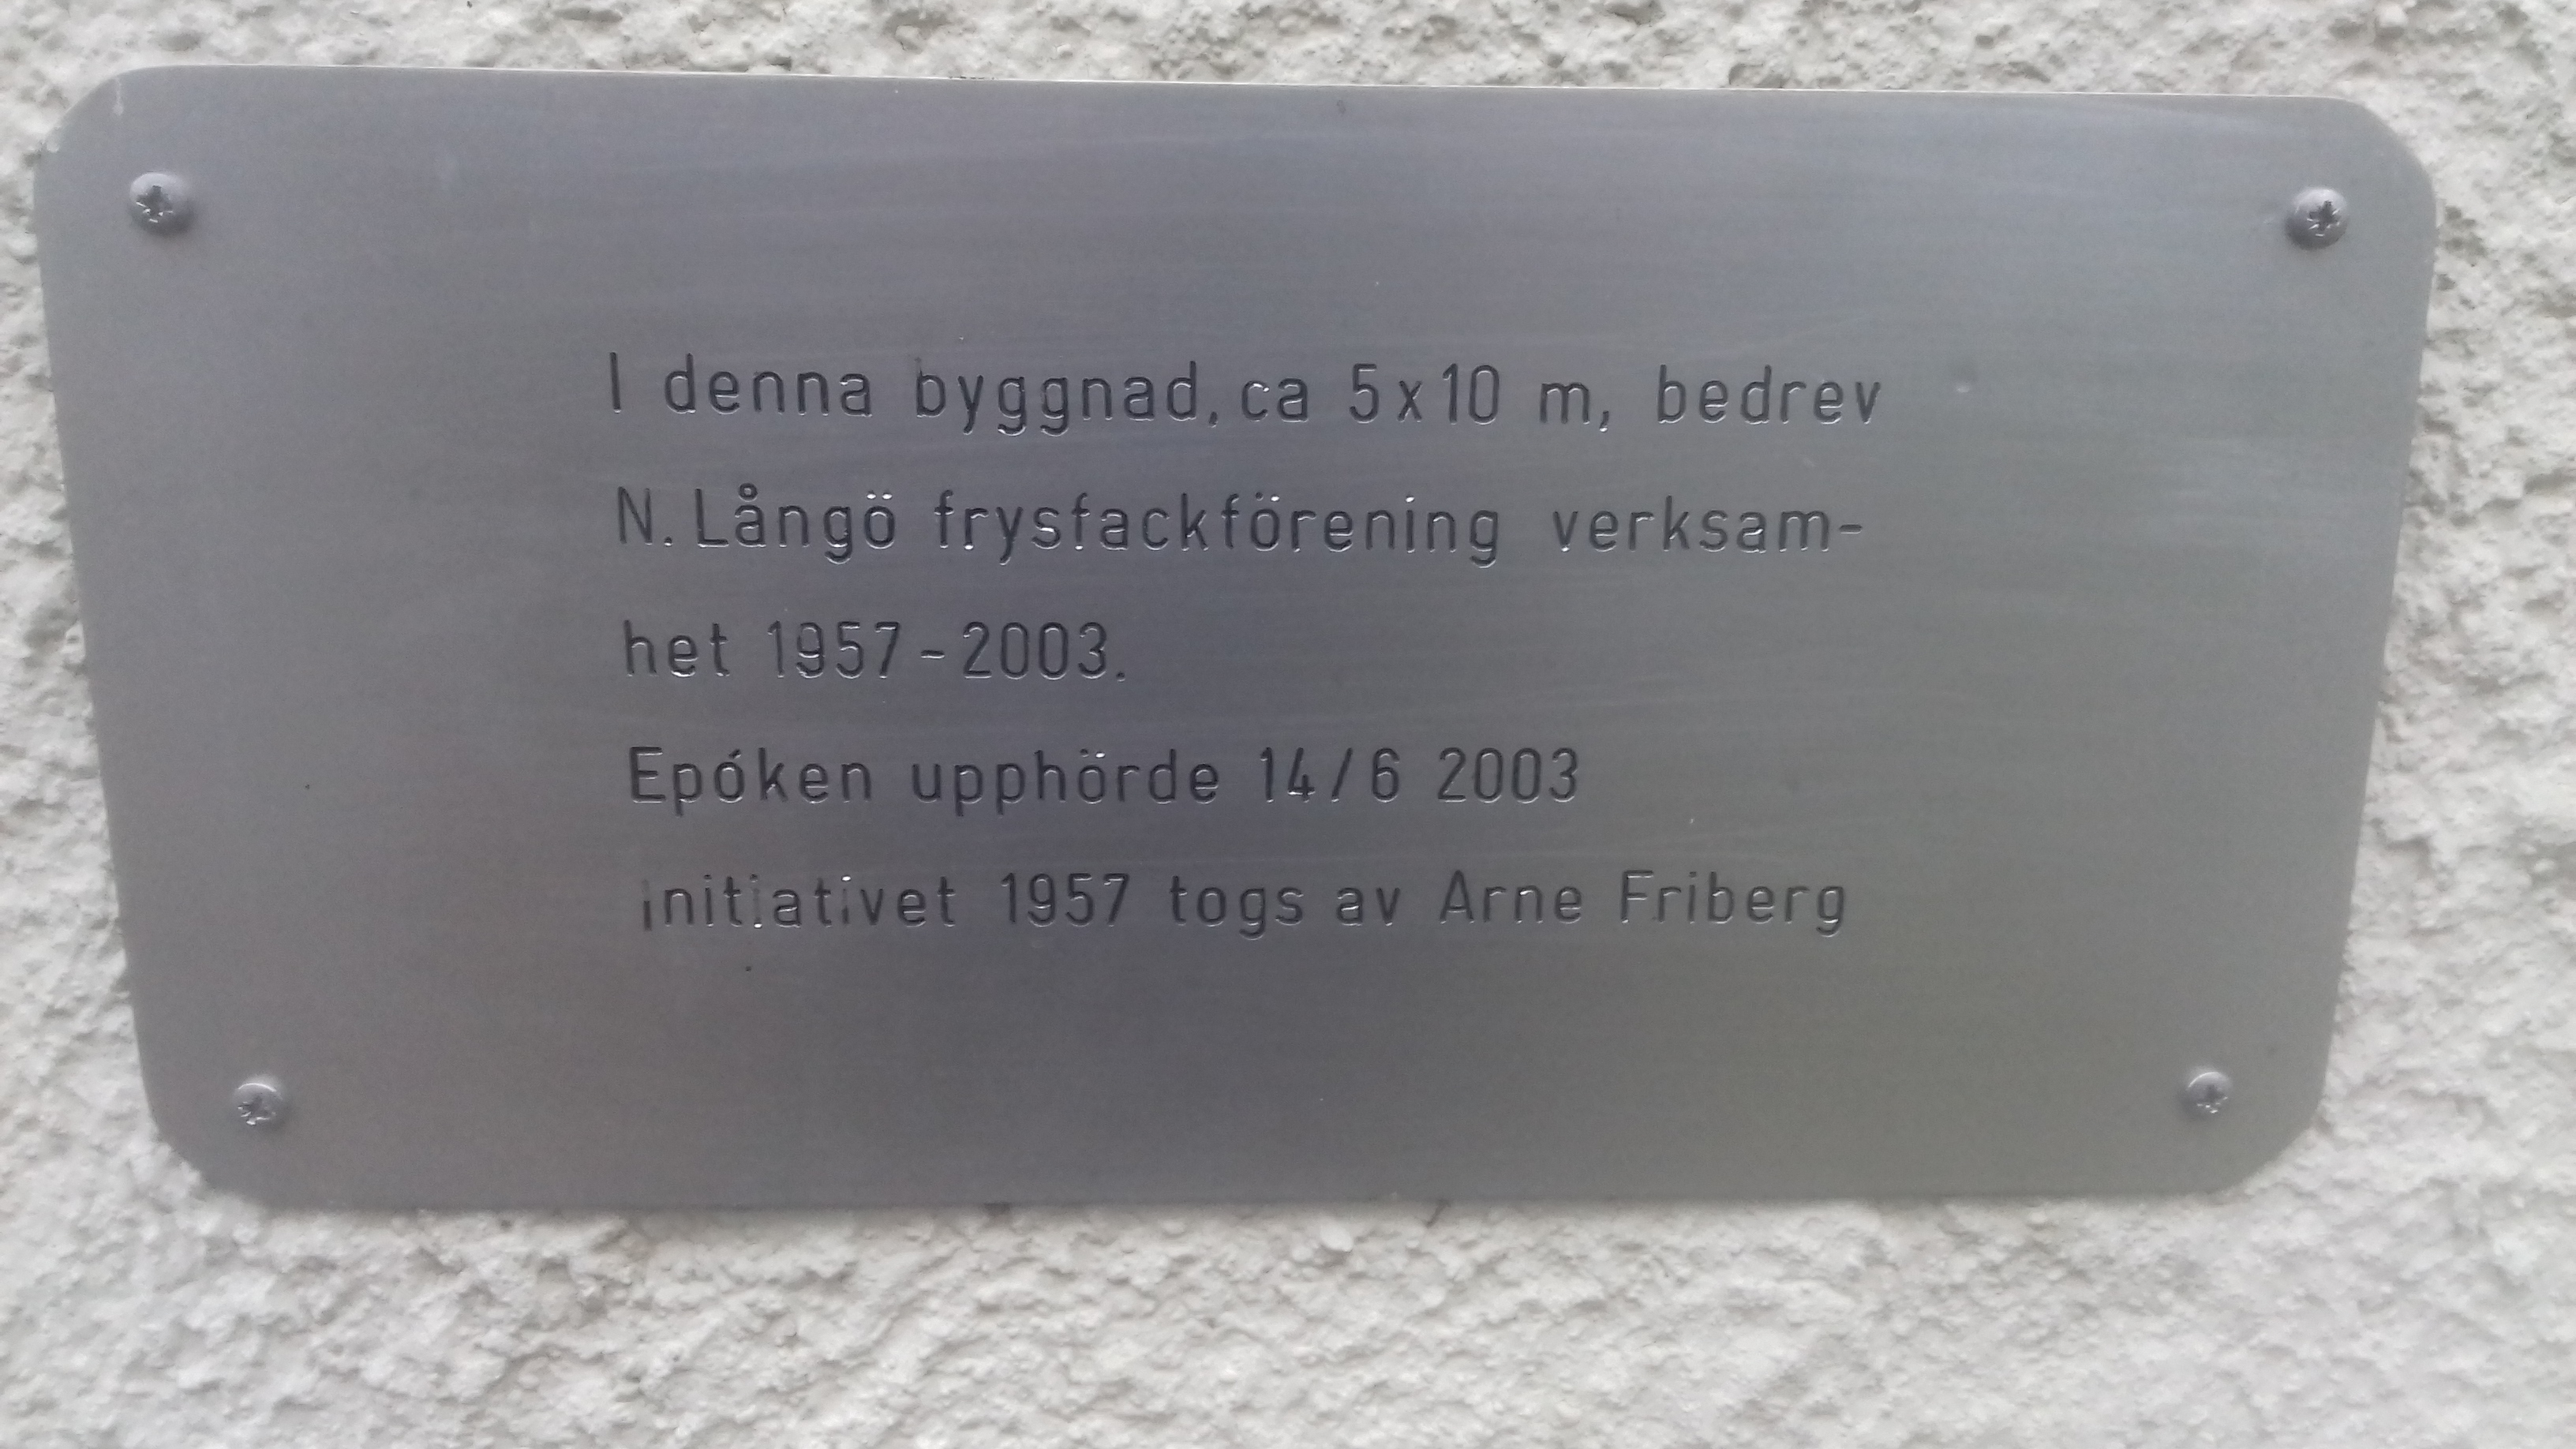 I denna byggnad, ca 5x10 m, bedrev
N. Långö frysfackförening verksam-
het 1957-2003.
Epóken upphörde 14/6 2003
initiativet 1957 togs av Arne Friberg